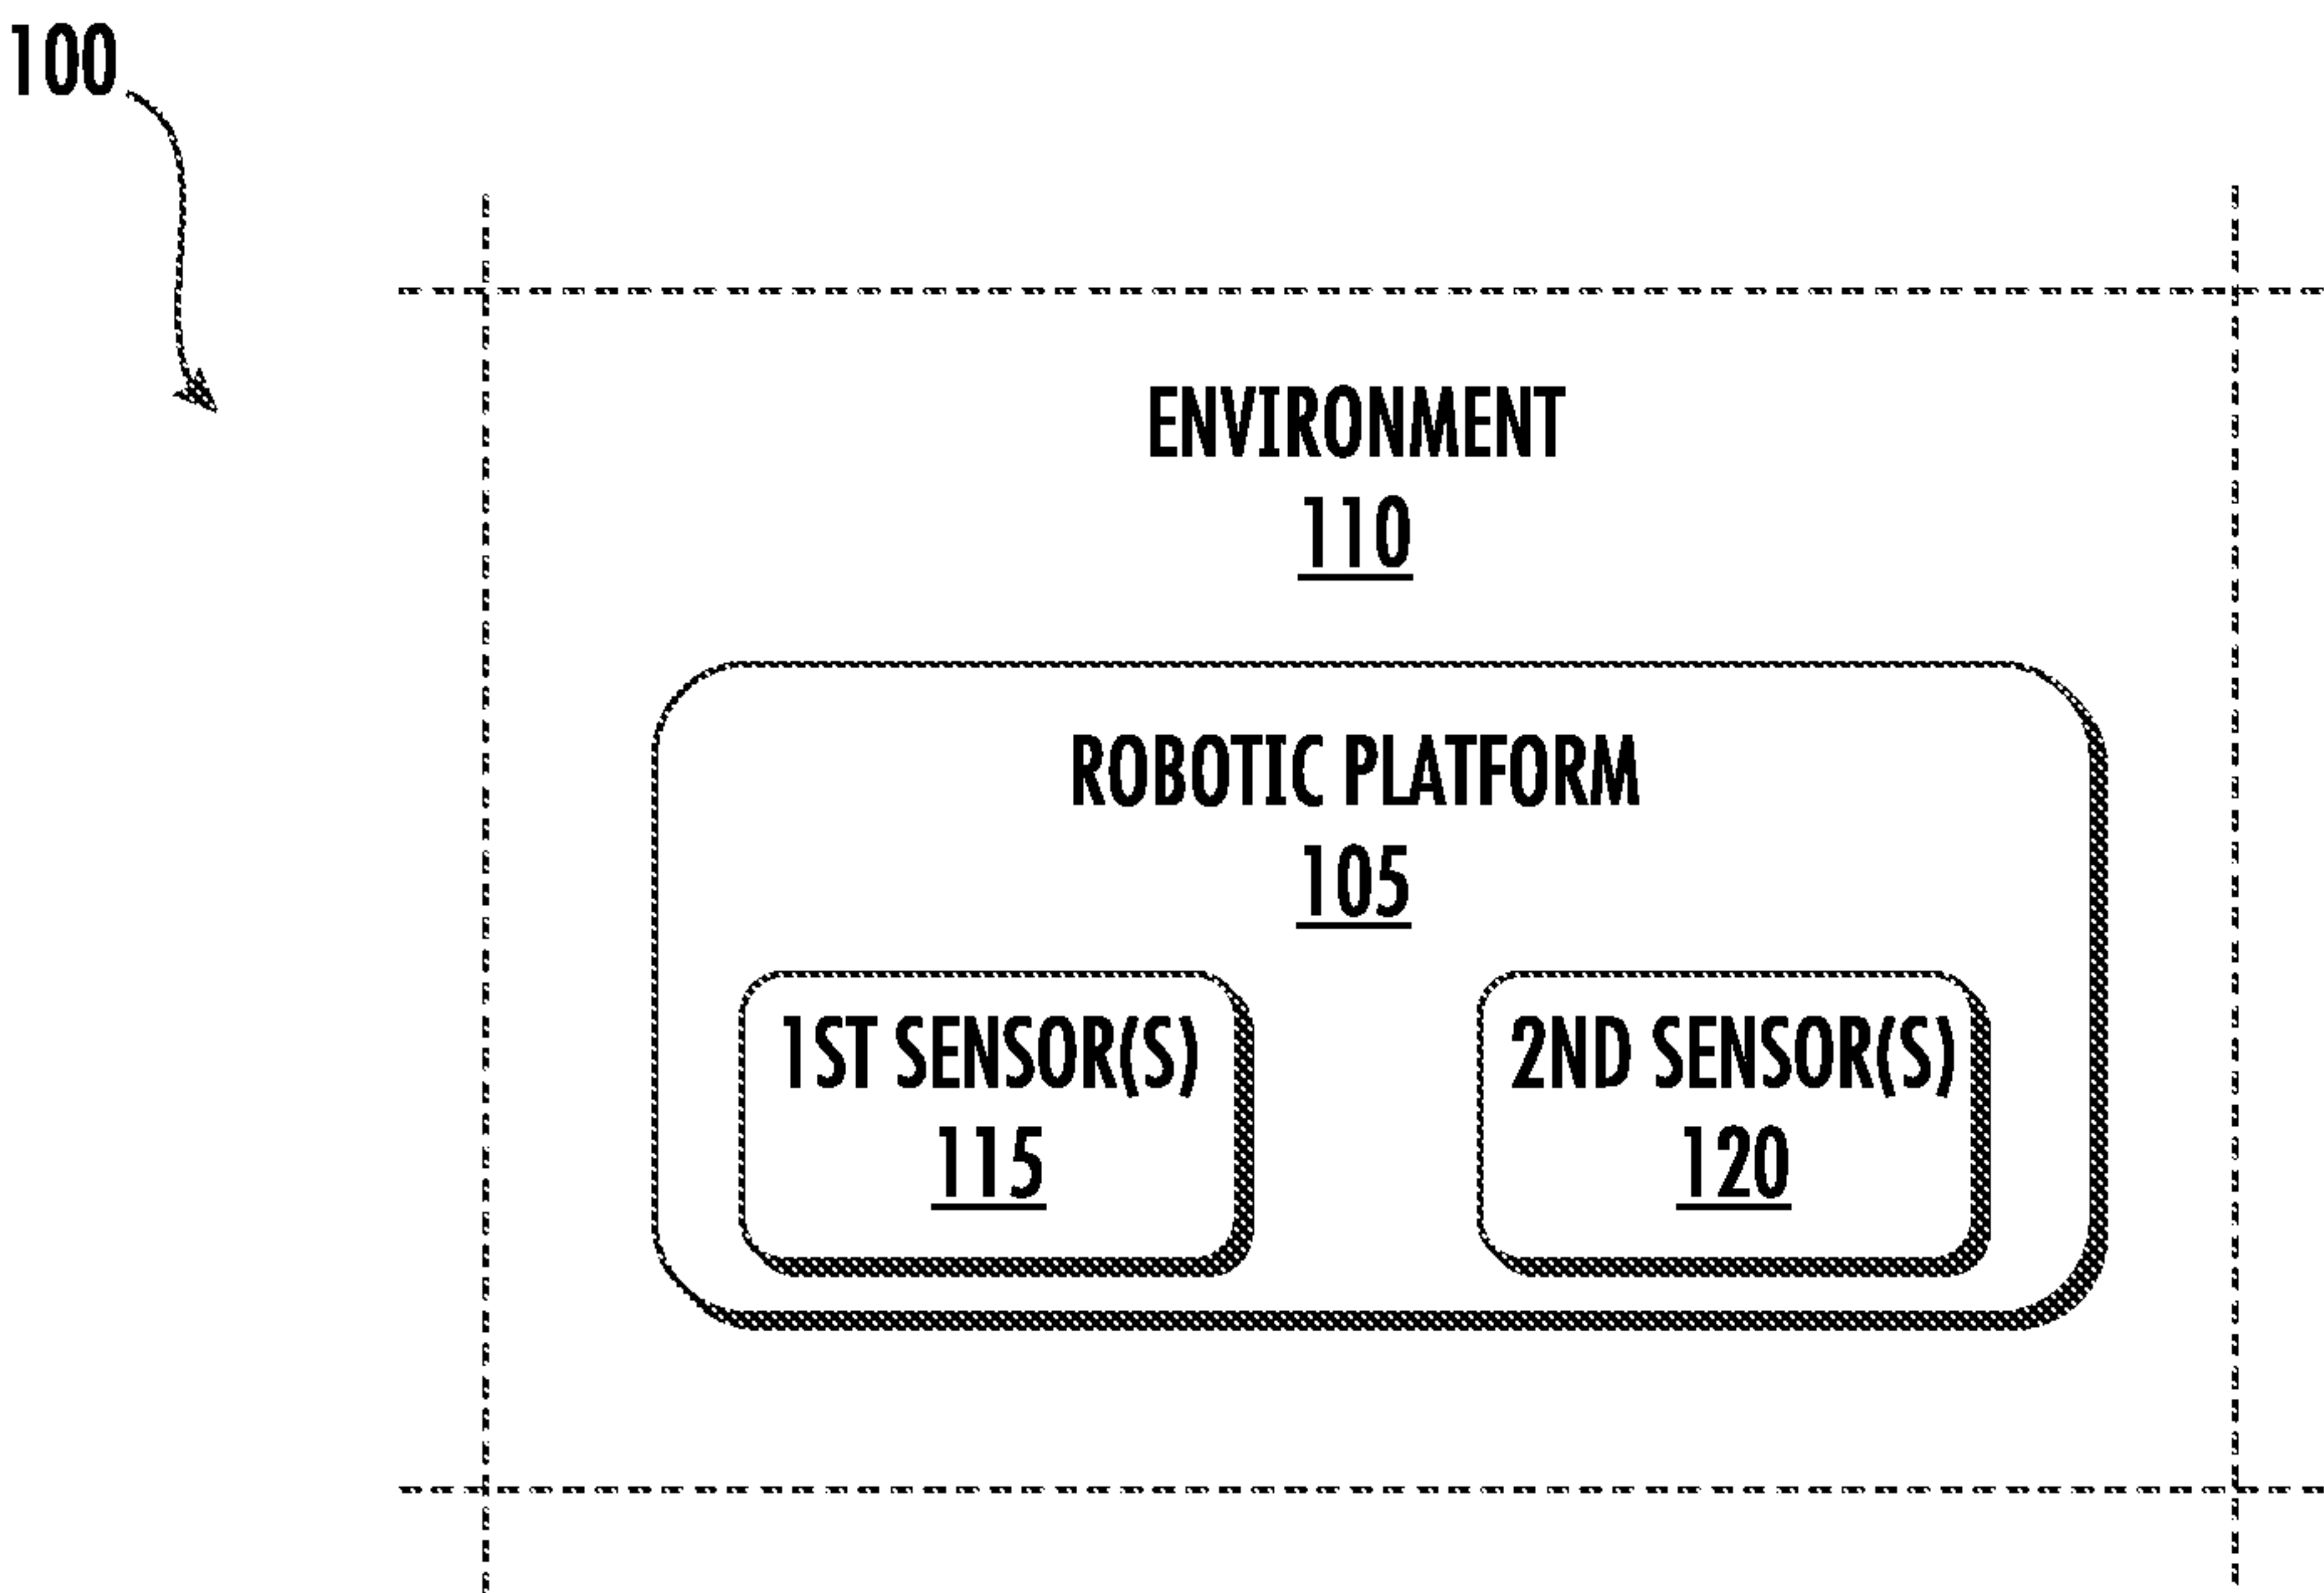 100
ENVIRONMENT
110
ROBOTIC PLATFORM
105
1ST SENSOR(S)
115
2ND SENSOR(S)
120